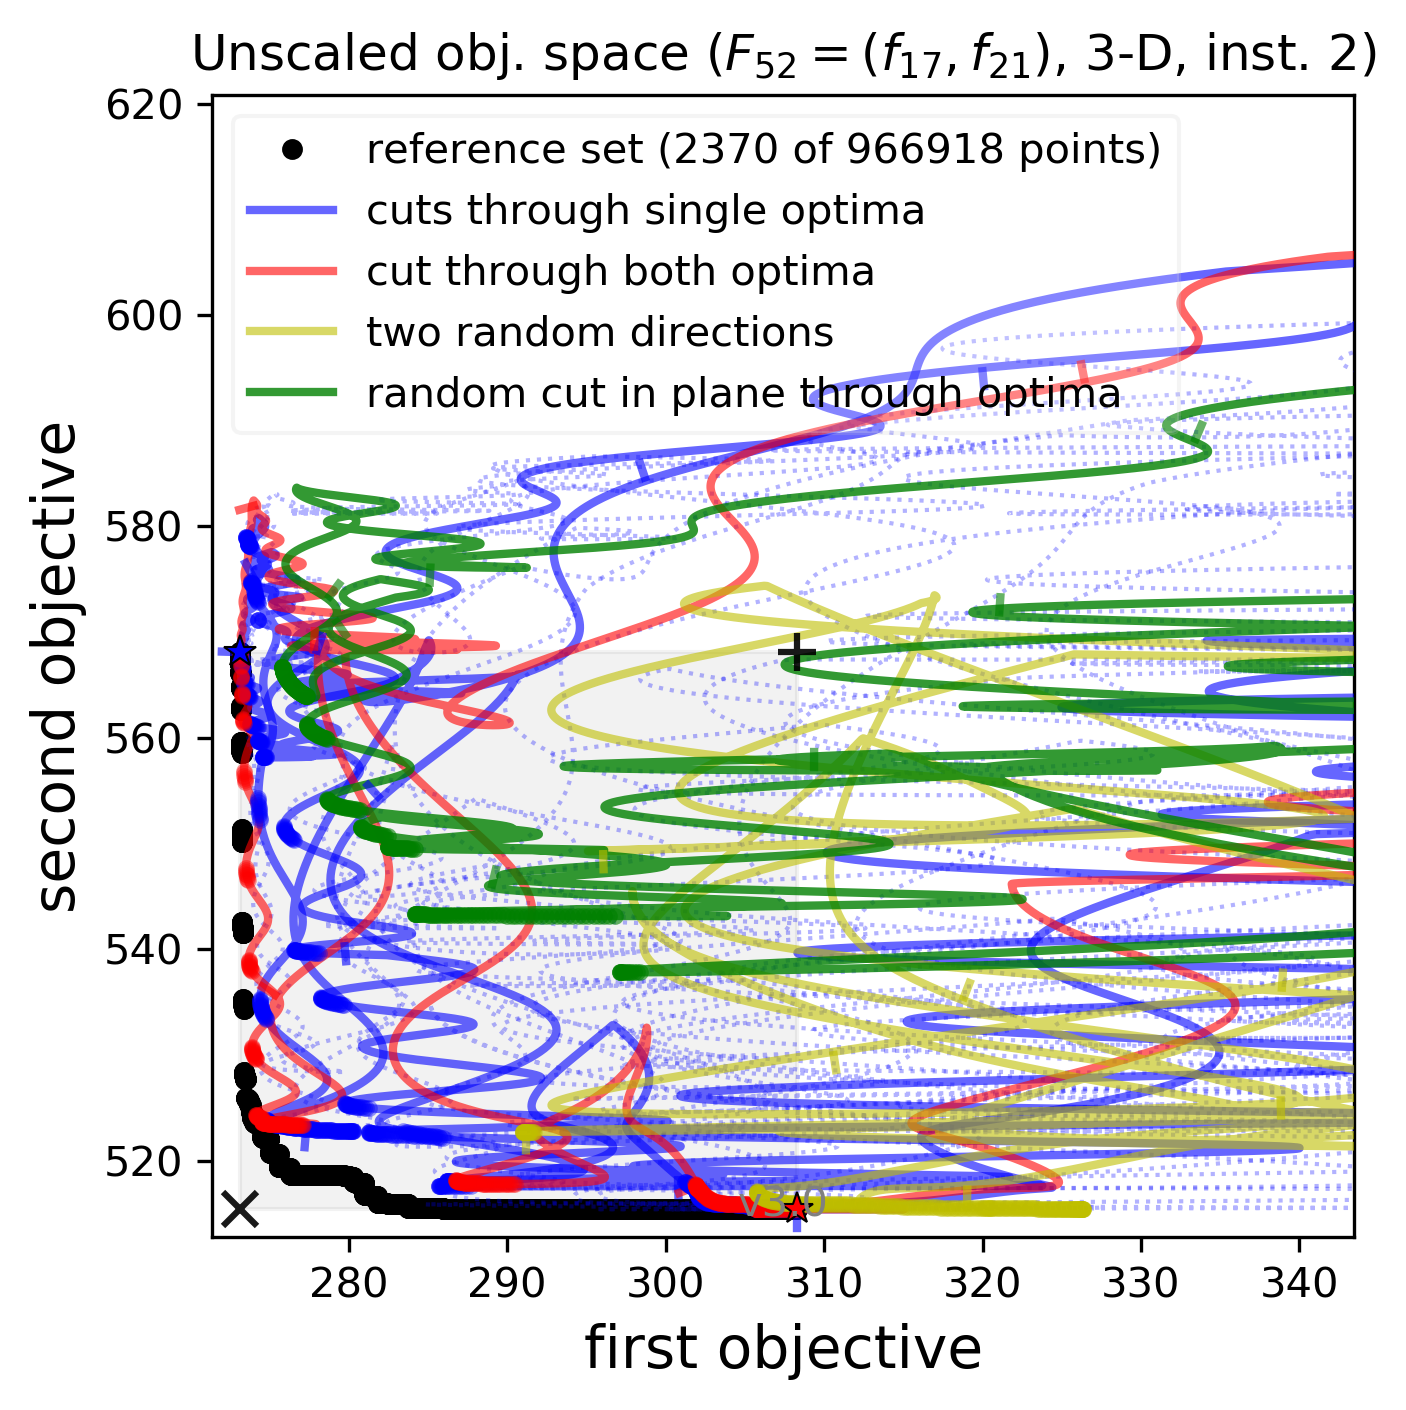 Unscaled obj. space (F52 = (f17, f21), 3-D, inst. 2)
620
600
580
560
540
520
reference set (2370 of 966918 points)
cuts through single optima
cut through both optima
two random directions
random cut in plane through optima
second objective
v3.0
280 290 300 310 320 330 340
first objective